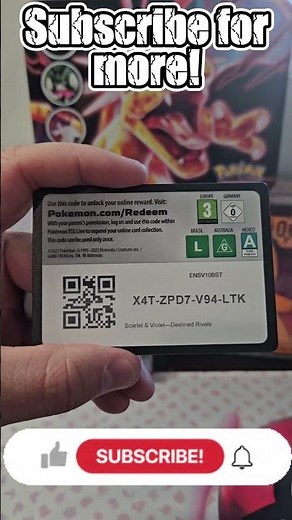 Subscribe for
more!
Pokémon
Use this code to unlock your online reward. Visit:
Pokemon.com/Redeem
With your parent's permission, log on and use this code within
Pokémon TCG Live to expand your online card collection.
This code can be used only once.
EUROPE
GERMANY
3
0
BRAZIL
AUSTRALIA
MEXICO
L
G
A
ENSV10BST
X4T-ZPD7-V94-LTK
Scarlet & Violet—Destined Rivals
SUBSCRIBE!